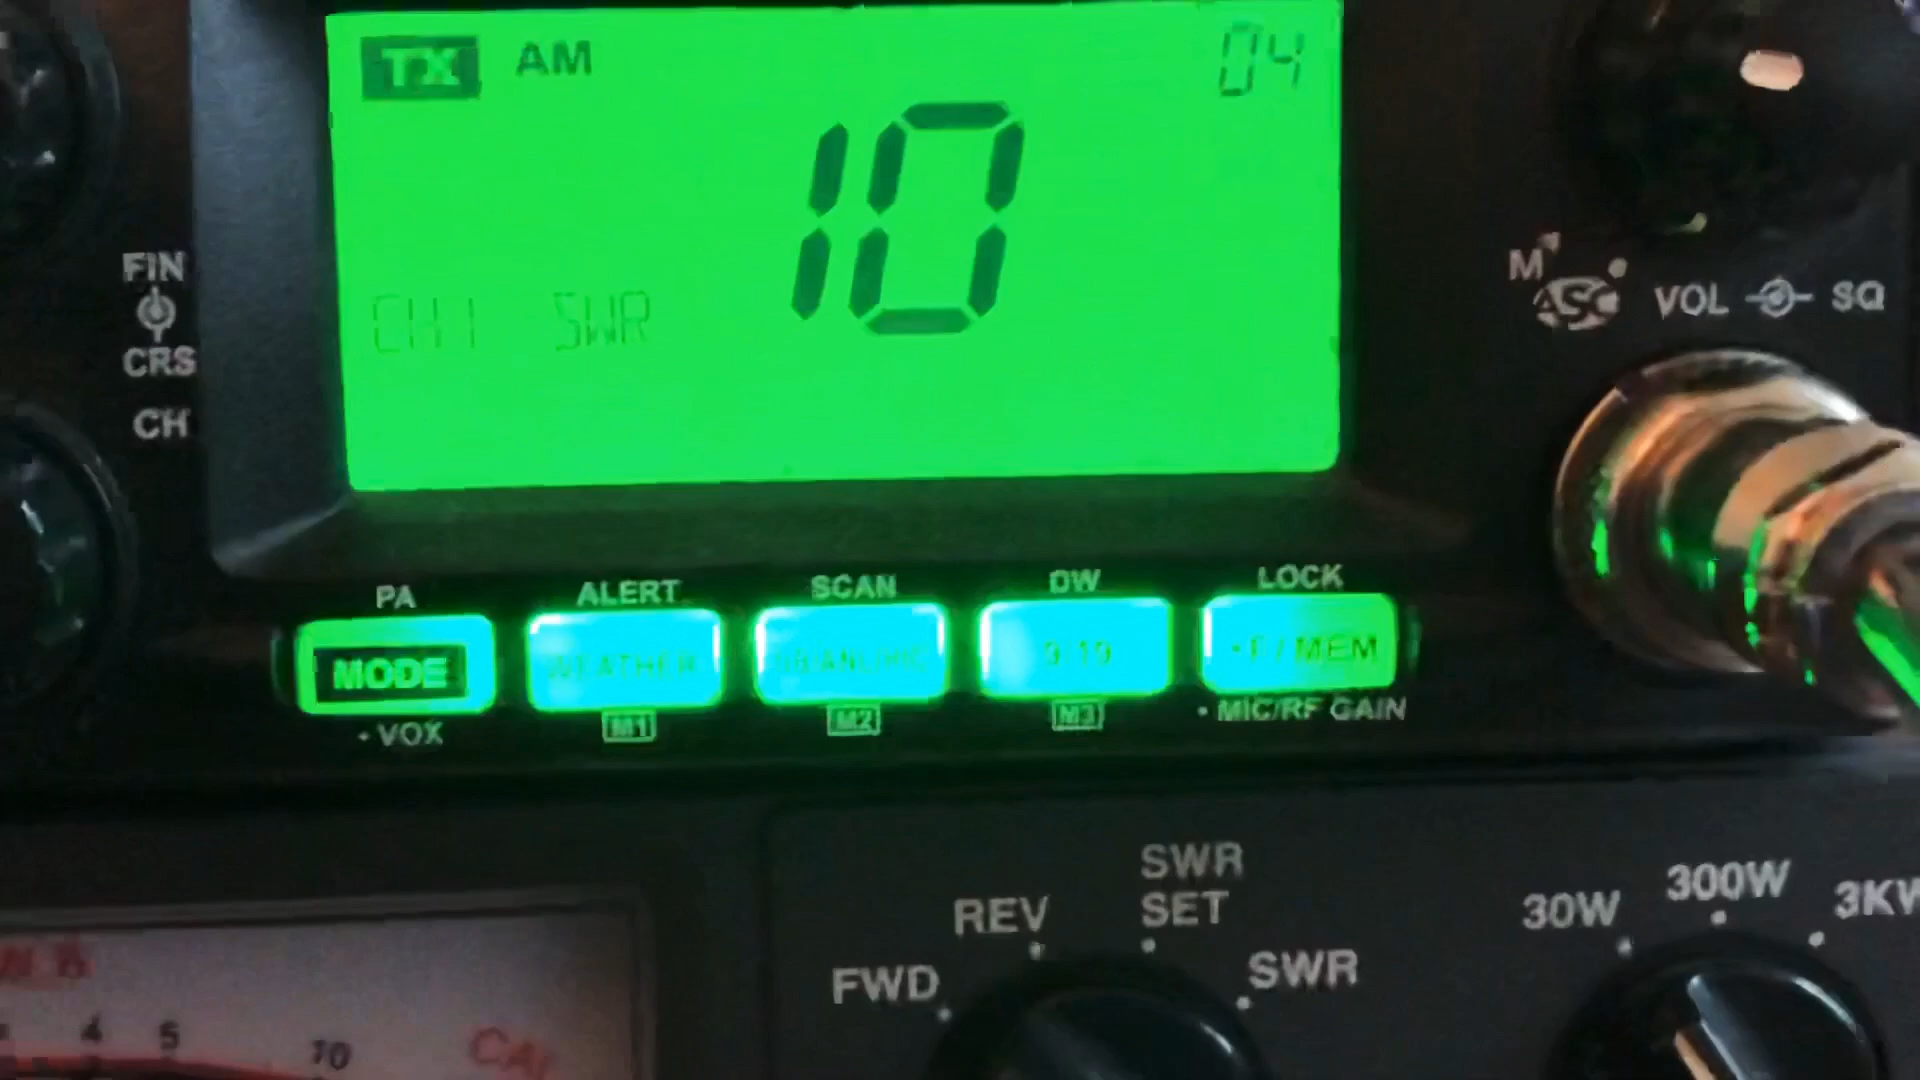 TX AM 04
10
CH1 SWR
FIN
CRS
CH
M
ASC
VOL SQ
PA ALERT SCAN DW LOCK
MODE WEATHER 9/19 •F/MEM
• VOX M1 M2 M3 • MIC/RF GAIN
SWR
SET
REV
FWD
SWR
30W 300W 3KW
4 5 10